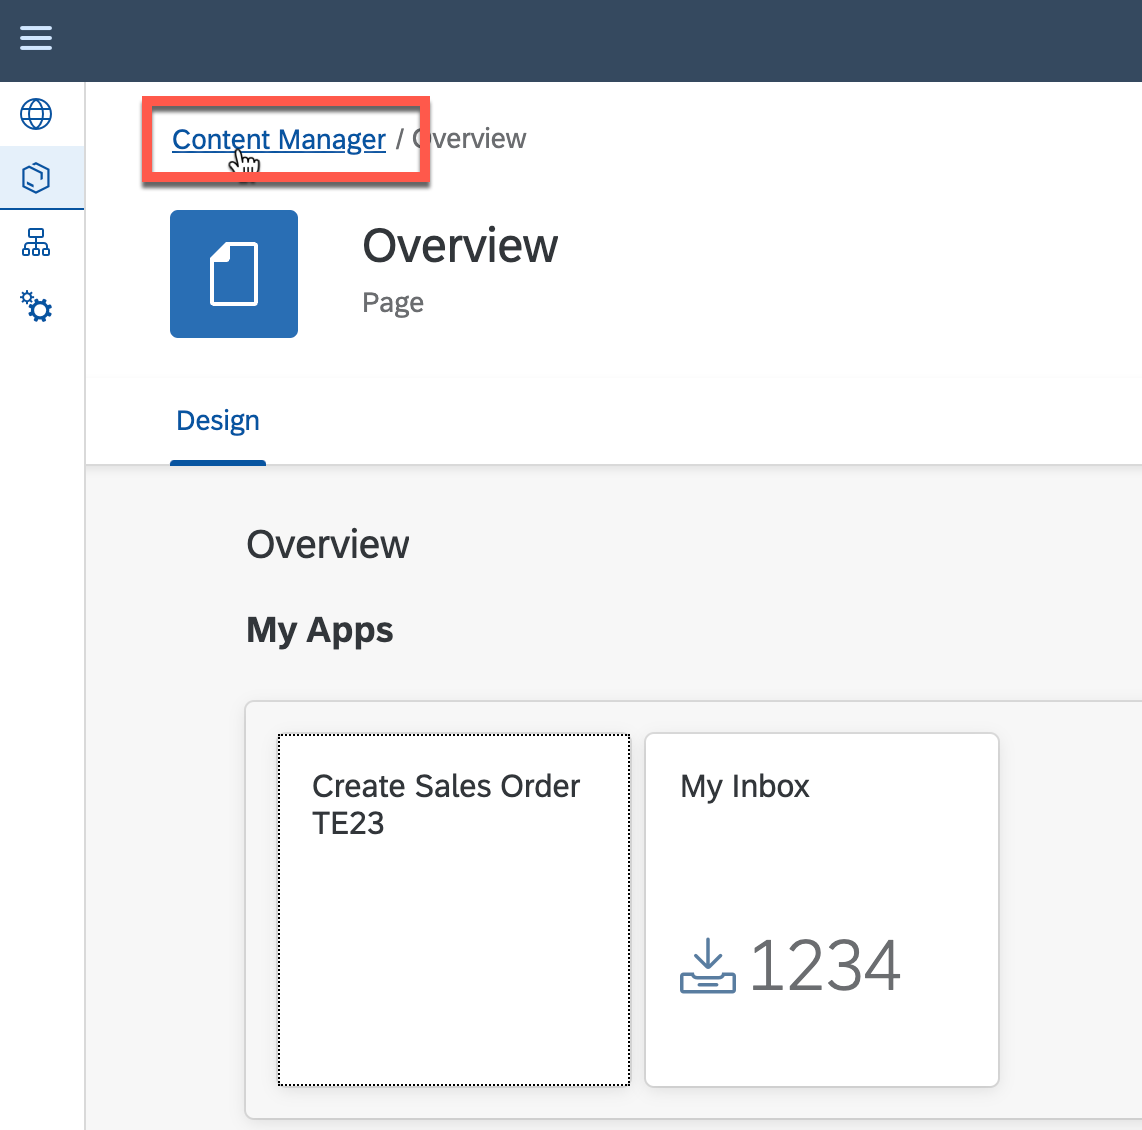 Content Manager / Overview
Overview
Page
Design
Overview
My Apps
Create Sales Order
TE23
My Inbox
1234